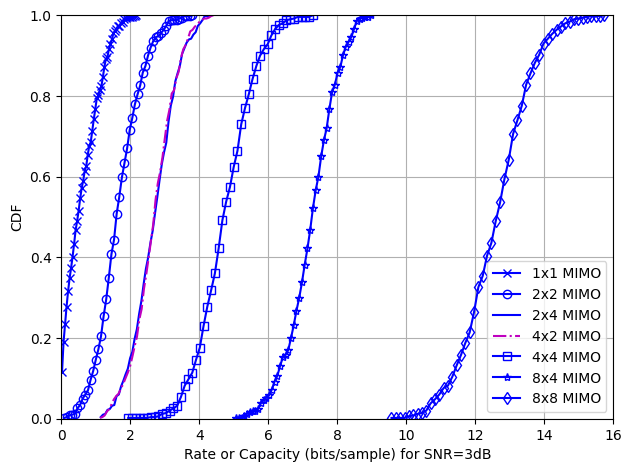 1.0
0.8
0.6
0.4
0.2
0.0
CDF
0 2 4 6 8 10 12 14 16
Rate or Capacity (bits/sample) for SNR=3dB
1x1 MIMO
2x2 MIMO
2x4 MIMO
4x2 MIMO
4x4 MIMO
8x4 MIMO
8x8 MIMO